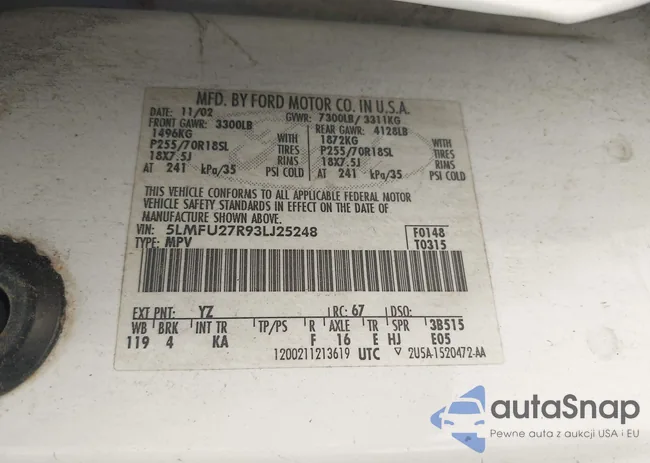 MFD. BY FORD MOTOR CO. IN U.S.A.
DATE: 11/02 GVWR: 7300LB/ 3311KG
FRONT GAWR: 3300LB REAR GAWR: 4128LB
1496KG WITH 1872KG WITH
P255/70R18SL TIRES P255/70R18SL TIRES
18X7.5J RIMS 18X7.5J RIMS
AT 241 kPa/35 PSI COLD AT 241 kPa/35 PSI COLD
THIS VEHICLE CONFORMS TO ALL APPLICABLE FEDERAL MOTOR
VEHICLE SAFETY STANDARDS IN EFFECT ON THE DATE OF
MANUFACTURE SHOWN ABOVE.
VIN: 5LMFU27R93LJ25248 F0148
TYPE: MPV T0315
EXT PNT: YZ RC: 67 DSO:
WB BRK INT TR TP/PS R AXLE TR SPR 3B515
119 4 KA F 16 E HJ E05
1200211213619 UTC 2U5A-1520472-AA
autoSnap
Pewne auta z aukcji USA i EU